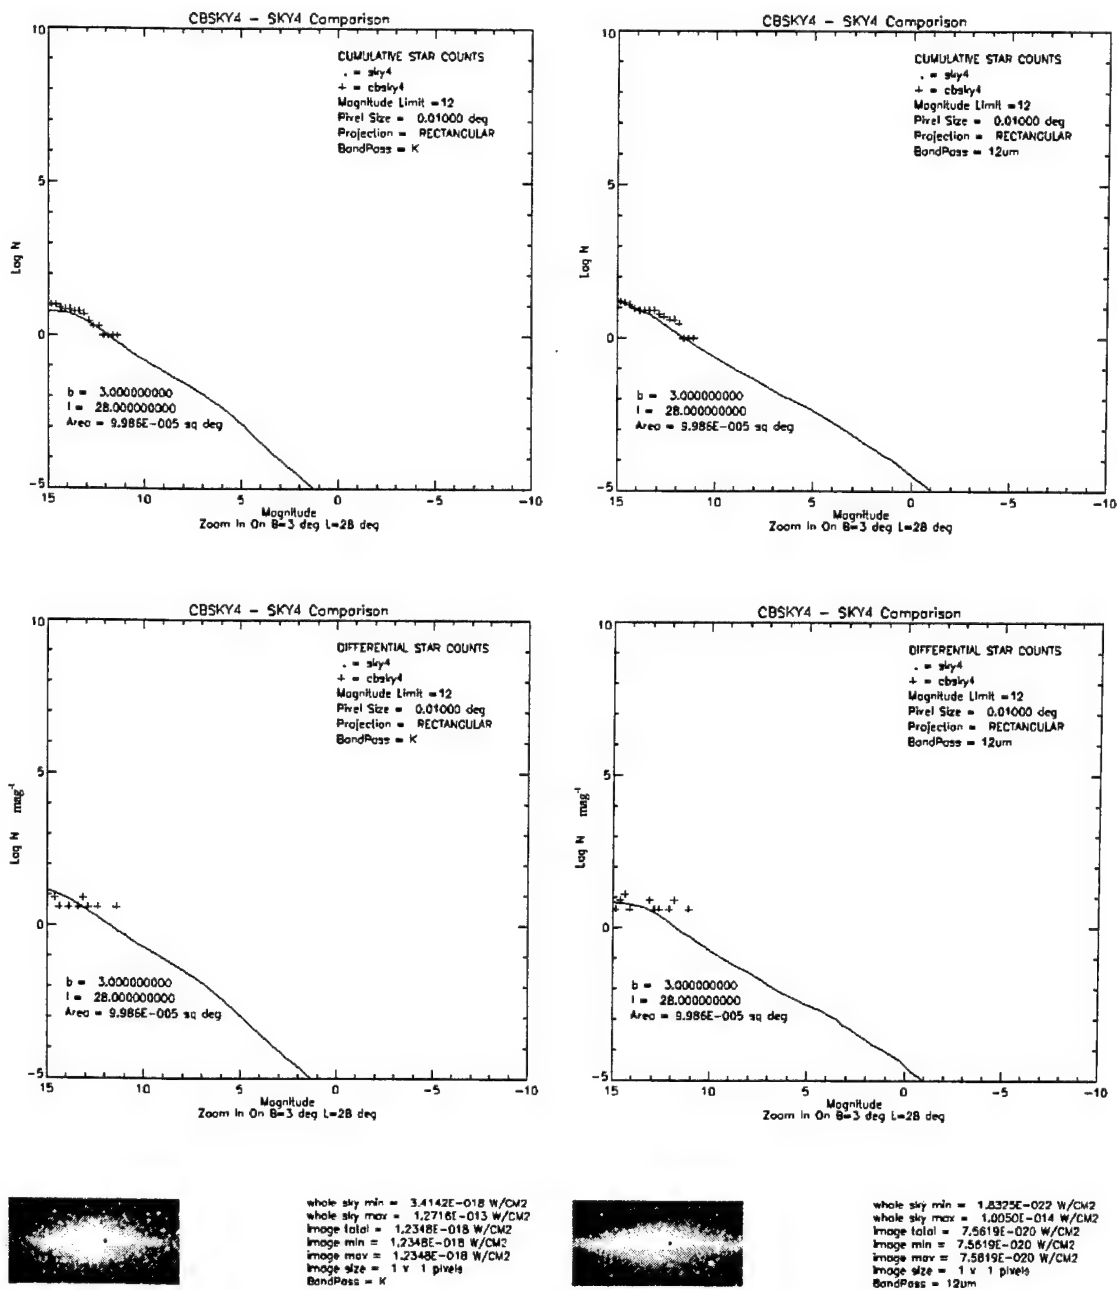 CBSKY4 - SKY4 Comparison
10
CUMULATIVE STAR COUNTS
. = sky4
+ = cbsky4
Magnitude Limit =12
Pixel Size = 0.01000 deg
Projection = RECTANGULAR
BandPass = K
5
Log N
0
b = 3.000000000
l = 28.000000000
Area = 9.986E-005 sq deg
-5
15 10 5 0 -5 -10
Magnitude
Zoom In On B=3 deg L=28 deg
CBSKY4 - SKY4 Comparison
10
CUMULATIVE STAR COUNTS
. = sky4
+ = cbsky4
Magnitude Limit =12
Pixel Size = 0.01000 deg
Projection = RECTANGULAR
BandPass = 12um
5
Log N
0
b = 3.000000000
l = 28.000000000
Area = 9.986E-005 sq deg
-5
15 10 5 0 -5 -10
Magnitude
Zoom In On B=3 deg L=28 deg
CBSKY4 - SKY4 Comparison
10
DIFFERENTIAL STAR COUNTS
. = sky4
+ = cbsky4
Magnitude Limit =12
Pixel Size = 0.01000 deg
Projection = RECTANGULAR
BandPass = K
5
Log N mag⁻¹
0
b = 3.000000000
l = 28.000000000
Area = 9.986E-005 sq deg
-5
15 10 5 0 -5 -10
Magnitude
Zoom In On B=3 deg L=28 deg
CBSKY4 - SKY4 Comparison
10
DIFFERENTIAL STAR COUNTS
. = sky4
+ = cbsky4
Magnitude Limit =12
Pixel Size = 0.01000 deg
Projection = RECTANGULAR
BandPass = 12um
5
Log N mag⁻¹
0
b = 3.000000000
l = 28.000000000
Area = 9.986E-005 sq deg
-5
15 10 5 0 -5 -10
Magnitude
Zoom In On B=3 deg L=28 deg
whole sky min = 3.4142E-018 W/CM2
whole sky max = 1.2716E-013 W/CM2
image total = 1.2348E-018 W/CM2
image min = 1.2348E-018 W/CM2
image max = 1.2348E-018 W/CM2
image size = 1 x 1 pixels
BandPass = K
whole sky min = 1.8325E-022 W/CM2
whole sky max = 1.0050E-014 W/CM2
image total = 7.5619E-020 W/CM2
image min = 7.5619E-020 W/CM2
image max = 7.5619E-020 W/CM2
image size = 1 x 1 pixels
BandPass = 12um